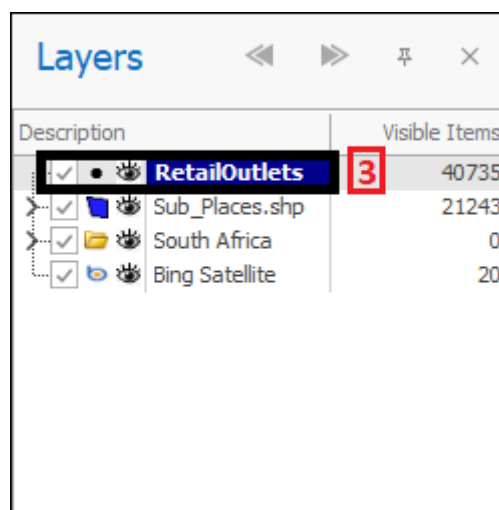 Layers
Description Visible Items
RetailOutlets 3 40735
Sub_Places.shp 21243
South Africa 0
Bing Satellite 20